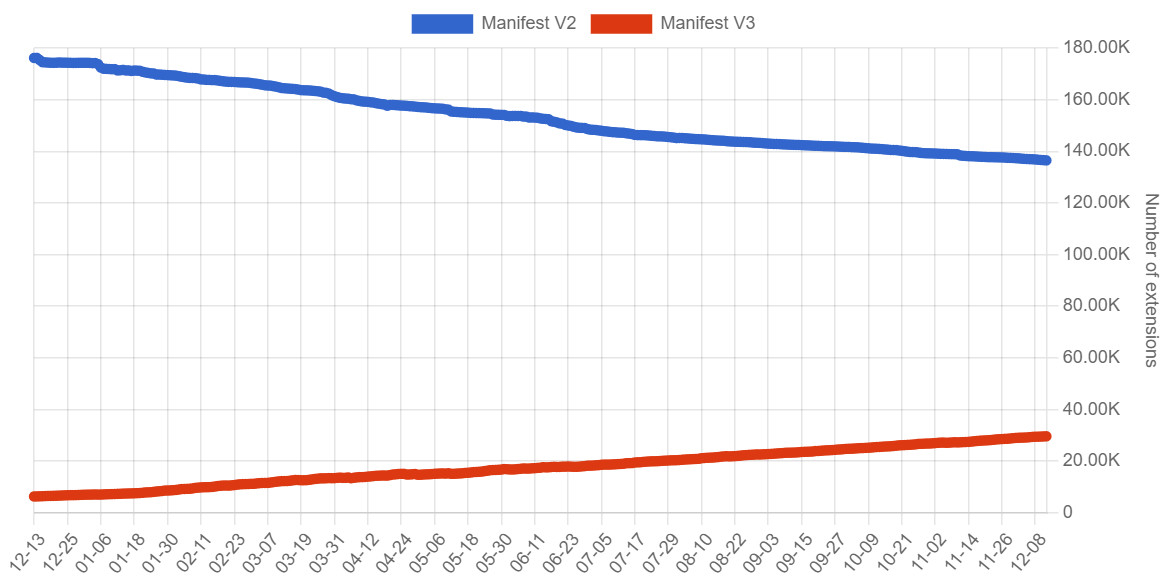 Manifest V2 Manifest V3
180.00K
160.00K
140.00K
120.00K
100.00K
80.00K
60.00K
40.00K
20.00K
0
Number of extensions
12-13 12-25 01-06 01-18 01-30 02-11 02-23 03-07 03-19 03-31 04-12 04-24 05-06 05-18 05-30 06-11 06-23 07-05 07-17 07-29 08-10 08-22 09-03 09-15 09-27 10-09 10-21 11-02 11-14 11-26 12-08